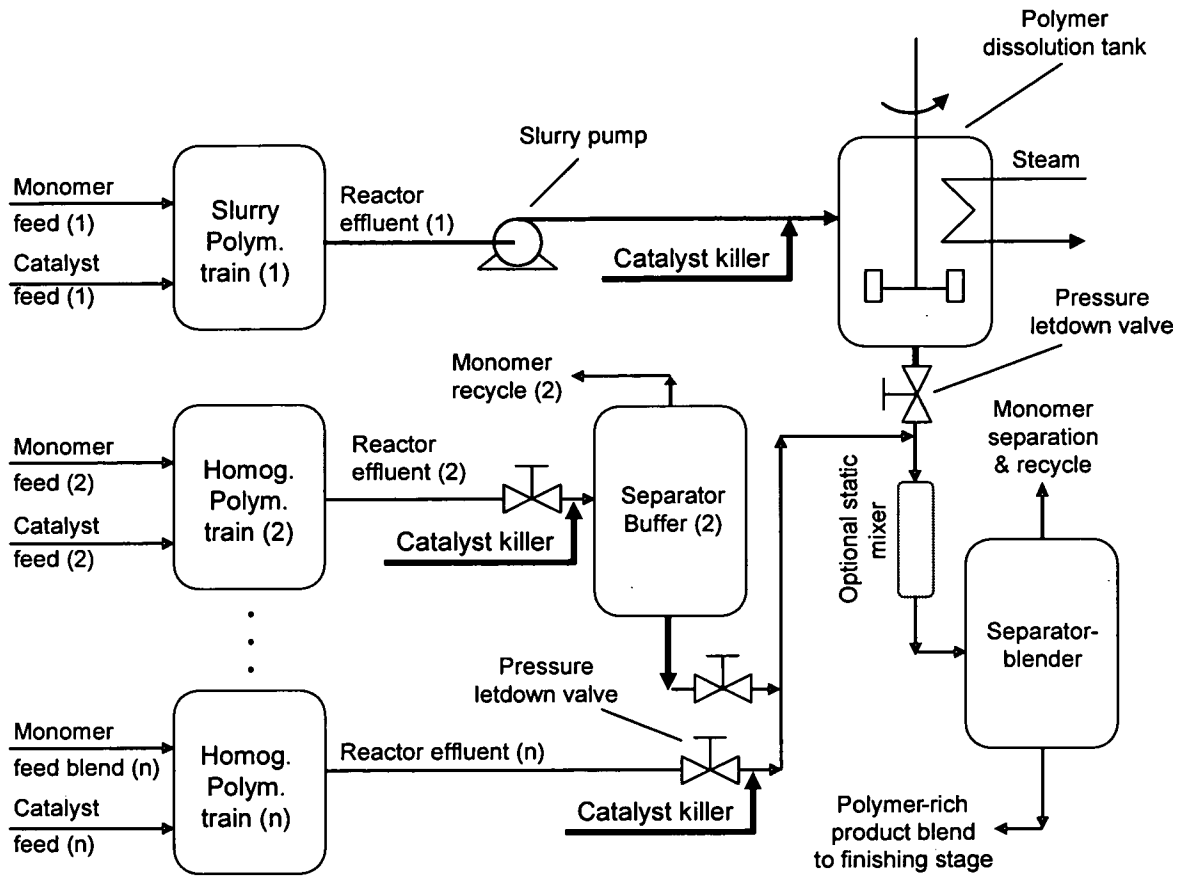 Polymer
dissolution tank
Slurry pump
Steam
Monomer
feed (1)
Catalyst
feed (1)
Slurry
Polym.
train (1)
Reactor
effluent (1)
Catalyst killer
Pressure
letdown valve
Monomer
recycle (2)
Monomer
separation
& recycle
Monomer
feed (2)
Catalyst
feed (2)
Homog.
Polym.
train (2)
Reactor
effluent (2)
Catalyst killer
Separator
Buffer (2)
Optional static
mixer
Separator-
blender
Pressure
letdown valve
Monomer
feed blend (n)
Catalyst
feed (n)
Homog.
Polym.
train (n)
Reactor effluent (n)
Catalyst killer
Polymer-rich
product blend
to finishing stage